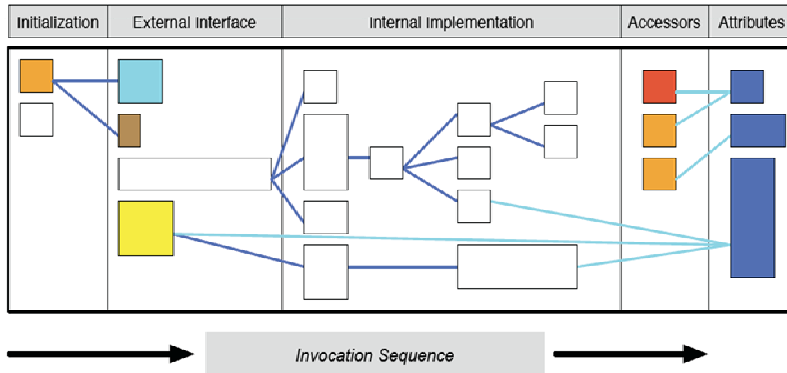 Initialization
External Interface
Internal Implementation
Accessors
Attributes
Invocation Sequence